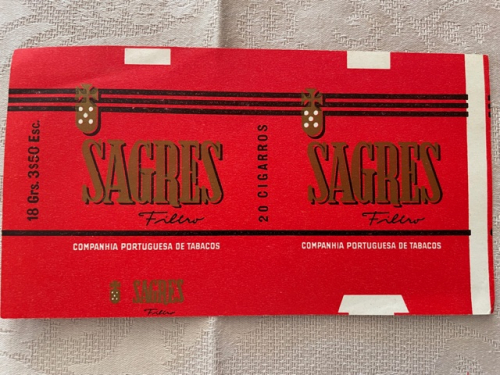 18 Grs. 3$50 Esc.
SAGRES
Filtro
COMPANHIA PORTUGUESA DE TABACOS
20 CIGARROS
SAGRES
Filtro
COMPANHIA PORTUGUESA DE TABACOS
SAGRES
Filtro